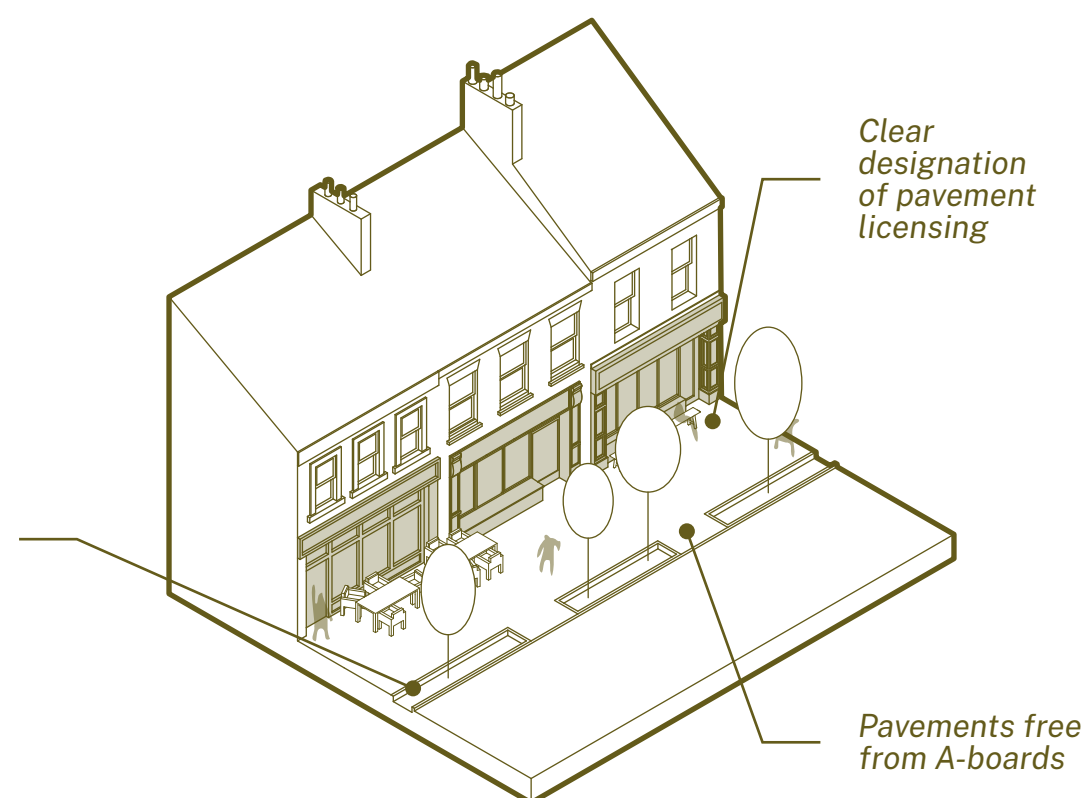 Clear
designation
of pavement
licensing
Pavements free
from A-boards